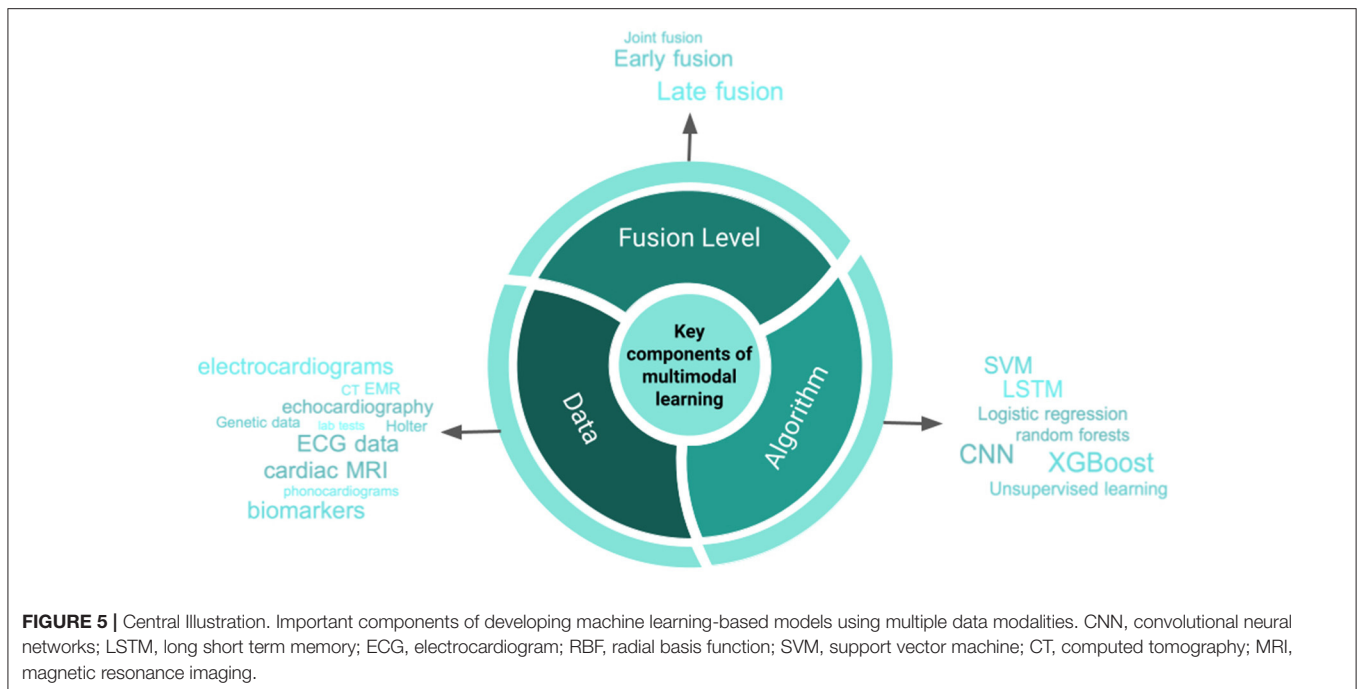 Joint fusion
Early fusion
Late fusion
Fusion Level
Key
components of
multimodal
learning
Data
Algorithm
electrocardiograms
CT EMR
echocardiography
Genetic data lab tests Holter
ECG data
cardiac MRI
phonocardiograms
biomarkers
SVM
LSTM
Logistic regression
random forests
CNN XGBoost
Unsupervised learning
FIGURE 5 | Central Illustration. Important components of developing machine learning-based models using multiple data modalities. CNN, convolutional neural
networks; LSTM, long short term memory; ECG, electrocardiogram; RBF, radial basis function; SVM, support vector machine; CT, computed tomography; MRI,
magnetic resonance imaging.